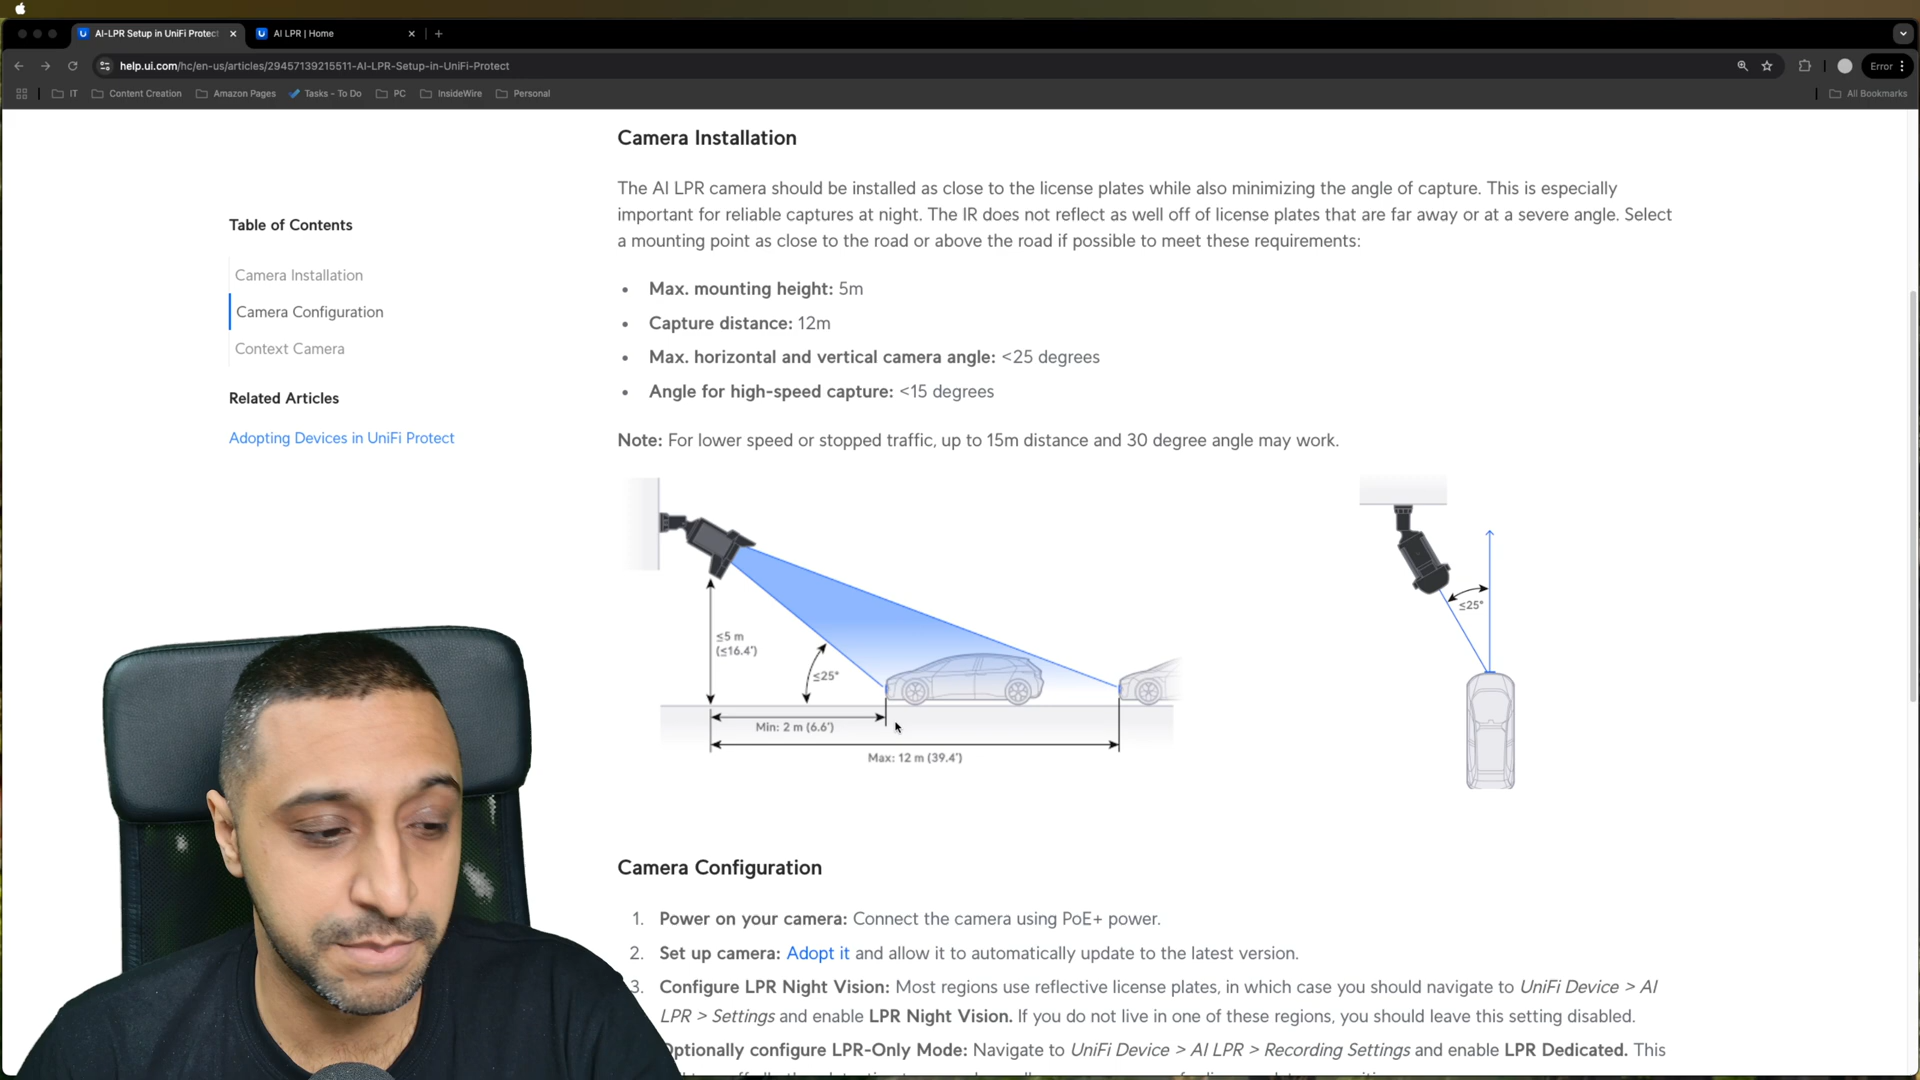 AI-LPR Setup in UniFi Protect
AI LPR | Home
help.ui.com/hc/en-us/articles/29457139215511-AI-LPR-Setup-in-UniFi-Protect
Error
IT
Content Creation
Amazon Pages
Tasks - To Do
PC
InsideWire
Personal
All Bookmarks
Table of Contents
Camera Installation
Camera Configuration
Context Camera
Related Articles
Adopting Devices in UniFi Protect
Camera Installation
The AI LPR camera should be installed as close to the license plates while also minimizing the angle of capture. This is especially
important for reliable captures at night. The IR does not reflect as well off of license plates that are far away or at a severe angle. Select
a mounting point as close to the road or above the road if possible to meet these requirements:
• Max. mounting height: 5m
• Capture distance: 12m
• Max. horizontal and vertical camera angle: <25 degrees
• Angle for high-speed capture: <15 degrees
Note: For lower speed or stopped traffic, up to 15m distance and 30 degree angle may work.
≤5 m
(≤16.4')
≤25°
Min: 2 m (6.6')
Max: 12 m (39.4')
≤25°
Camera Configuration
1. Power on your camera: Connect the camera using PoE+ power.
2. Set up camera: Adopt it and allow it to automatically update to the latest version.
3. Configure LPR Night Vision: Most regions use reflective license plates, in which case you should navigate to UniFi Device > AI
LPR > Settings and enable LPR Night Vision. If you do not live in one of these regions, you should leave this setting disabled.
Optionally configure LPR-Only Mode: Navigate to UniFi Device > AI LPR > Recording Settings and enable LPR Dedicated. This